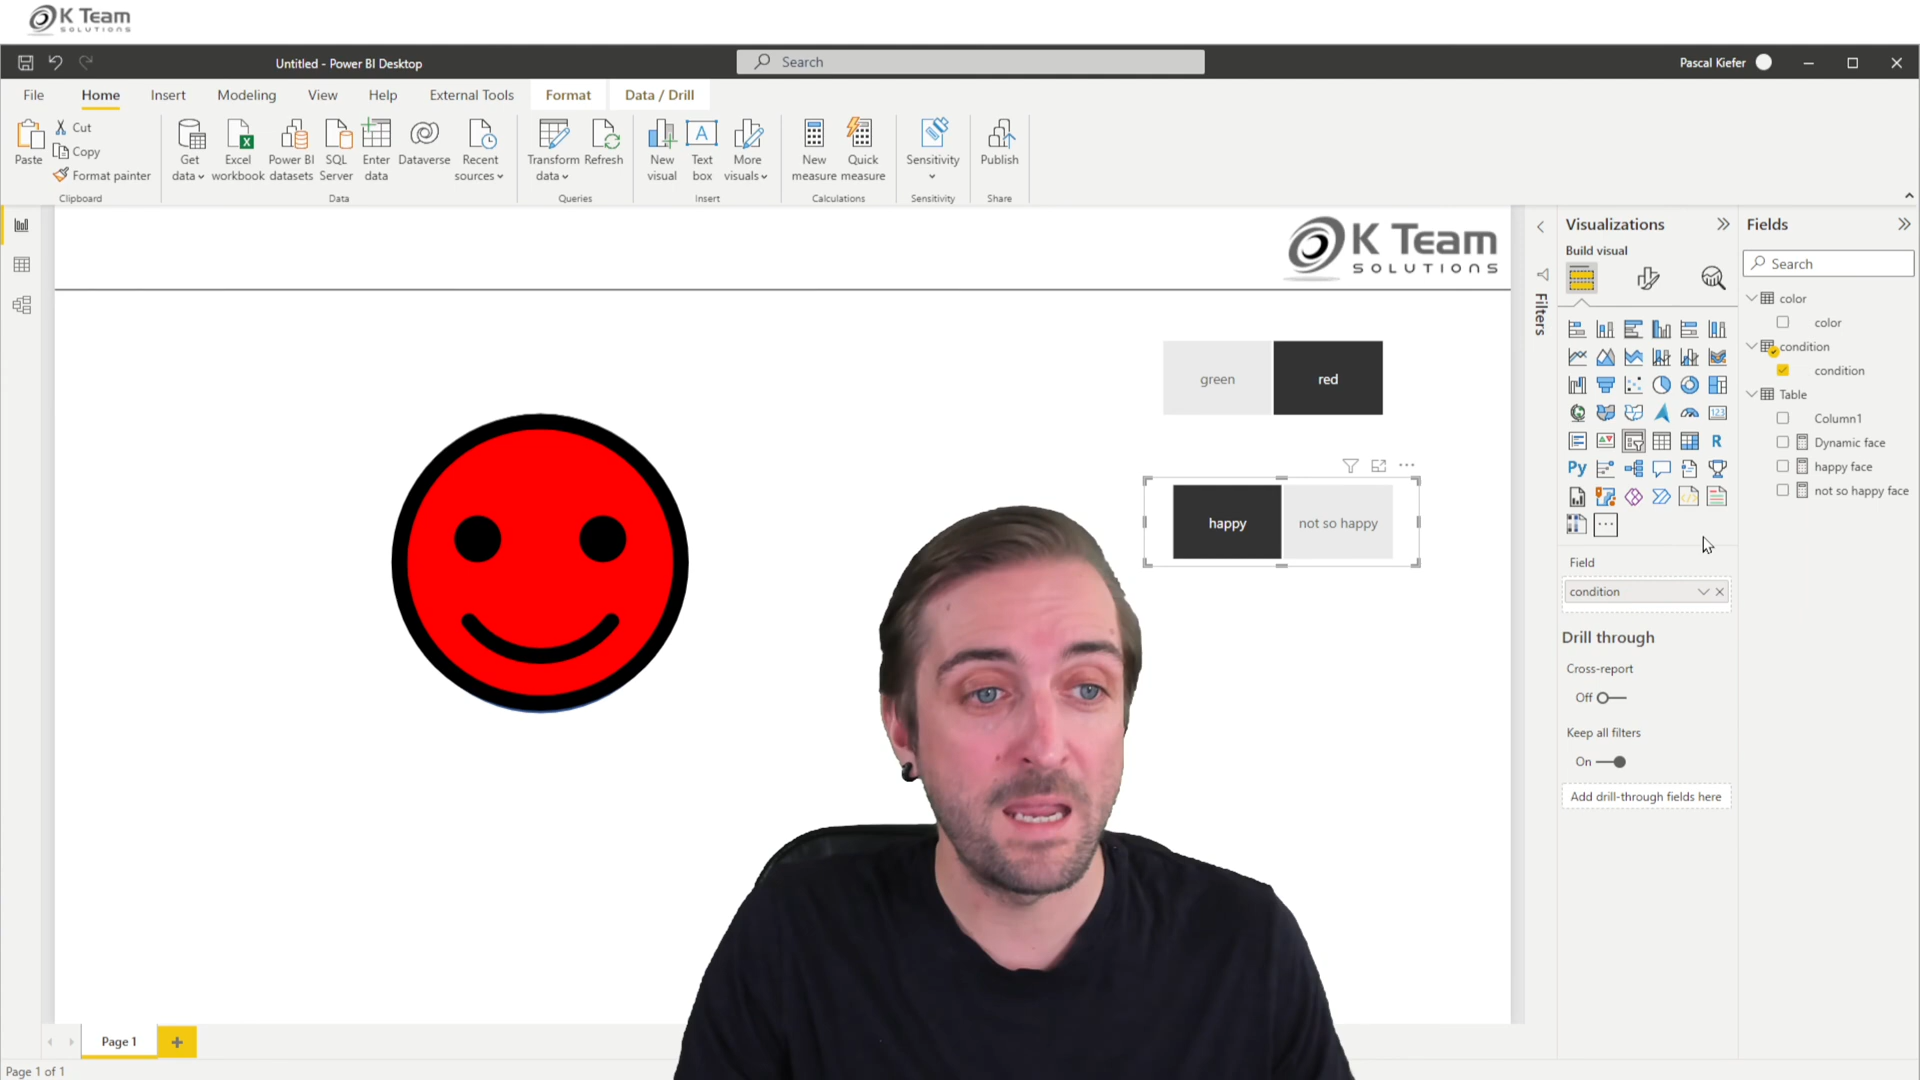 K Team
SOLUTIONS
Untitled - Power BI Desktop
Search
Pascal Kiefer
File
Home
Insert
Modeling
View
Help
External Tools
Format
Data / Drill
Paste
Cut
Copy
Format painter
Clipboard
Get data
Excel workbook
Power BI datasets
SQL Server
Enter data
Dataverse
Recent sources
Data
Transform data
Refresh
Queries
New visual
Text box
More visuals
Insert
New measure
Quick measure
Calculations
Sensitivity
Sensitivity
Publish
Share
K Team
SOLUTIONS
green
red
happy
not so happy
Filters
Visualizations
Build visual
R
Py
123
Field
condition
Drill through
Cross-report
Off
Keep all filters
On
Add drill-through fields here
Fields
Search
color
color
condition
condition
Table
Column1
Dynamic face
happy face
not so happy face
Page 1
Page 1 of 1